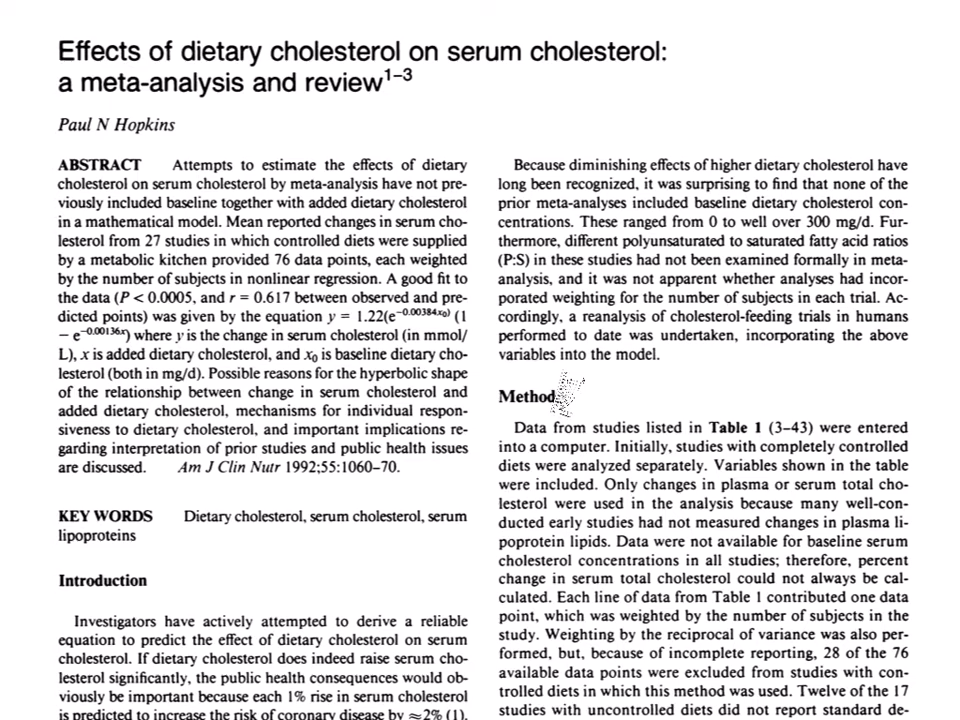 Effects of dietary cholesterol on serum cholesterol:
a meta-analysis and review1–3
Paul N Hopkins
ABSTRACT Attempts to estimate the effects of dietary
cholesterol on serum cholesterol by meta-analysis have not pre-
viously included baseline together with added dietary cholesterol
in a mathematical model. Mean reported changes in serum cho-
lesterol from 27 studies in which controlled diets were supplied
by a metabolic kitchen provided 76 data points, each weighted
by the number of subjects in nonlinear regression. A good fit to
the data (P < 0.0005, and r = 0.617 between observed and pre-
dicted points) was given by the equation y = 1.22(e−0.00384x0) (1
− e−0.00136x) where y is the change in serum cholesterol (in mmol/
L), x is added dietary cholesterol, and x0 is baseline dietary cho-
lesterol (both in mg/d). Possible reasons for the hyperbolic shape
of the relationship between change in serum cholesterol and
added dietary cholesterol, mechanisms for individual respon-
siveness to dietary cholesterol, and important implications re-
garding interpretation of prior studies and public health issues
are discussed. Am J Clin Nutr 1992;55:1060–70.
KEY WORDS Dietary cholesterol, serum cholesterol, serum
lipoproteins
Introduction
Investigators have actively attempted to derive a reliable
equation to predict the effect of dietary cholesterol on serum
cholesterol. If dietary cholesterol does indeed raise serum cho-
lesterol significantly, the public health consequences would ob-
viously be important because each 1% rise in serum cholesterol
is predicted to increase the risk of coronary disease by ≈2% (1).
Because diminishing effects of higher dietary cholesterol have
long been recognized, it was surprising to find that none of the
prior meta-analyses included baseline dietary cholesterol con-
centrations. These ranged from 0 to well over 300 mg/d. Fur-
thermore, different polyunsaturated to saturated fatty acid ratios
(P:S) in these studies had not been examined formally in meta-
analysis, and it was not apparent whether analyses had incor-
porated weighting for the number of subjects in each trial. Ac-
cordingly, a reanalysis of cholesterol-feeding trials in humans
performed to date was undertaken, incorporating the above
variables into the model.
Method
Data from studies listed in Table 1 (3–43) were entered
into a computer. Initially, studies with completely controlled
diets were analyzed separately. Variables shown in the table
were included. Only changes in plasma or serum total cho-
lesterol were used in the analysis because many well-con-
ducted early studies had not measured changes in plasma li-
poprotein lipids. Data were not available for baseline serum
cholesterol concentrations in all studies; therefore, percent
change in serum total cholesterol could not always be cal-
culated. Each line of data from Table 1 contributed one data
point, which was weighted by the number of subjects in the
study. Weighting by the reciprocal of variance was also per-
formed, but, because of incomplete reporting, 28 of the 76
available data points were excluded from studies with con-
trolled diets in which this method was used. Twelve of the 17
studies with uncontrolled diets did not report standard de-